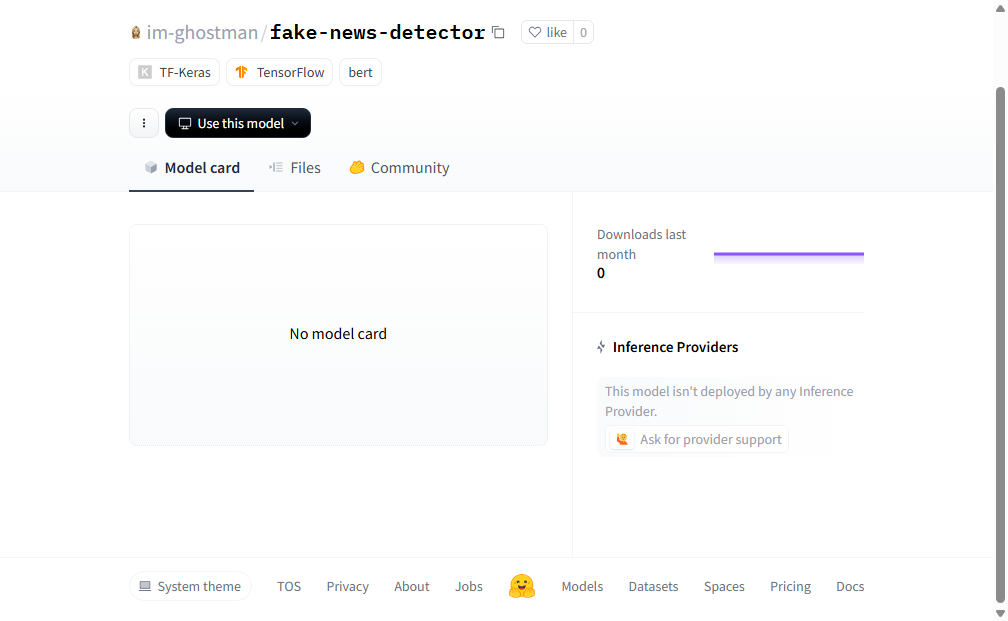 im-ghostman/fake-news-detector
like 0
K TF-Keras TensorFlow bert
Use this model
Model card Files Community
No model card
Downloads last
month
0
Inference Providers
This model isn't deployed by any Inference
Provider.
Ask for provider support
System theme TOS Privacy About Jobs Models Datasets Spaces Pricing Docs